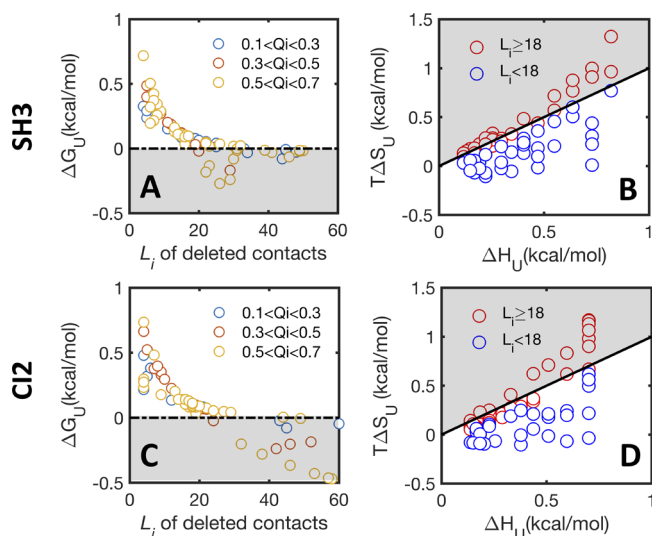 SH3
ΔG_U(kcal/mol)
1
0.5
0
-0.5
0.1<Qi<0.3
0.3<Qi<0.5
0.5<Qi<0.7
A
0 20 40 60
L_i of deleted contacts
TΔS_U (kcal/mol)
1.5
1
0.5
0
-0.5
L_i≥18
L_i<18
B
0 0.5 1
ΔH_U(kcal/mol)
CI2
ΔG_U(kcal/mol)
1
0.5
0
-0.5
0.1<Qi<0.3
0.3<Qi<0.5
0.5<Qi<0.7
C
0 20 40 60
L_i of deleted contacts
TΔS_U(kcal/mol)
1.5
1
0.5
0
-0.5
L_i≥18
L_i<18
D
0 0.5 1
ΔH_U(kcal/mol)